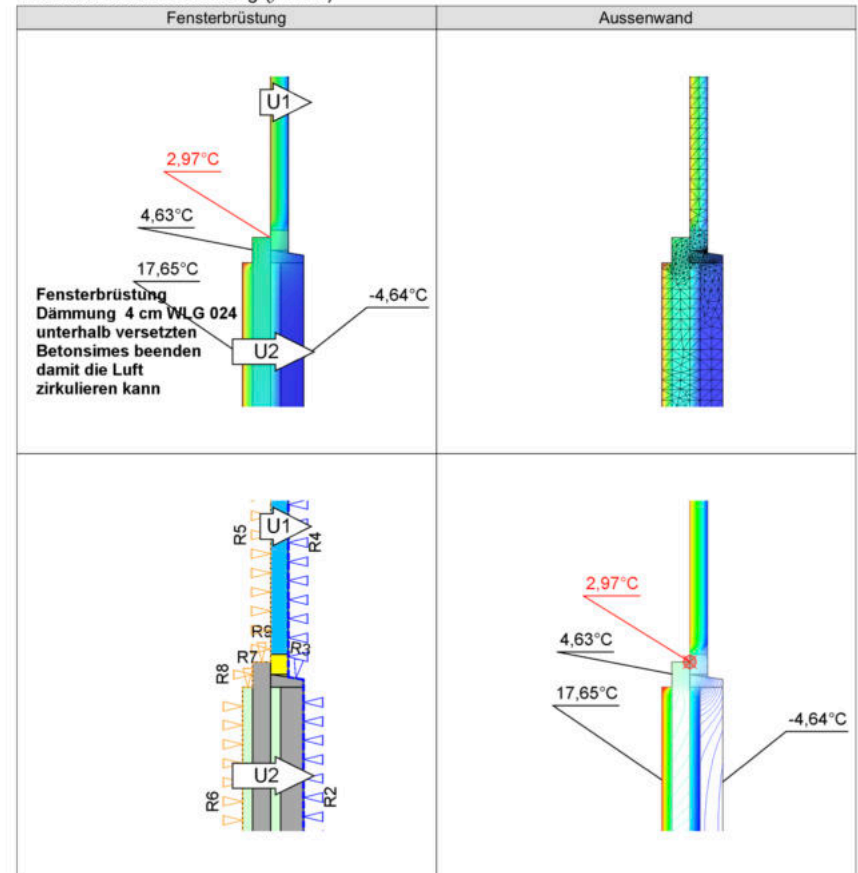 Fensterbrüstung
Aussenwand
U1
2,97°C
4,63°C
17,65°C
-4,64°C
Fensterbrüstung
Dämmung 4 cm WLG 024
unterhalb versetzten
Betonsimes beenden
damit die Luft
zirkulieren kann
U2
R5
U1
R4
R9
R7
R3
R8
U2
R6
R2
2,97°C
4,63°C
17,65°C
-4,64°C